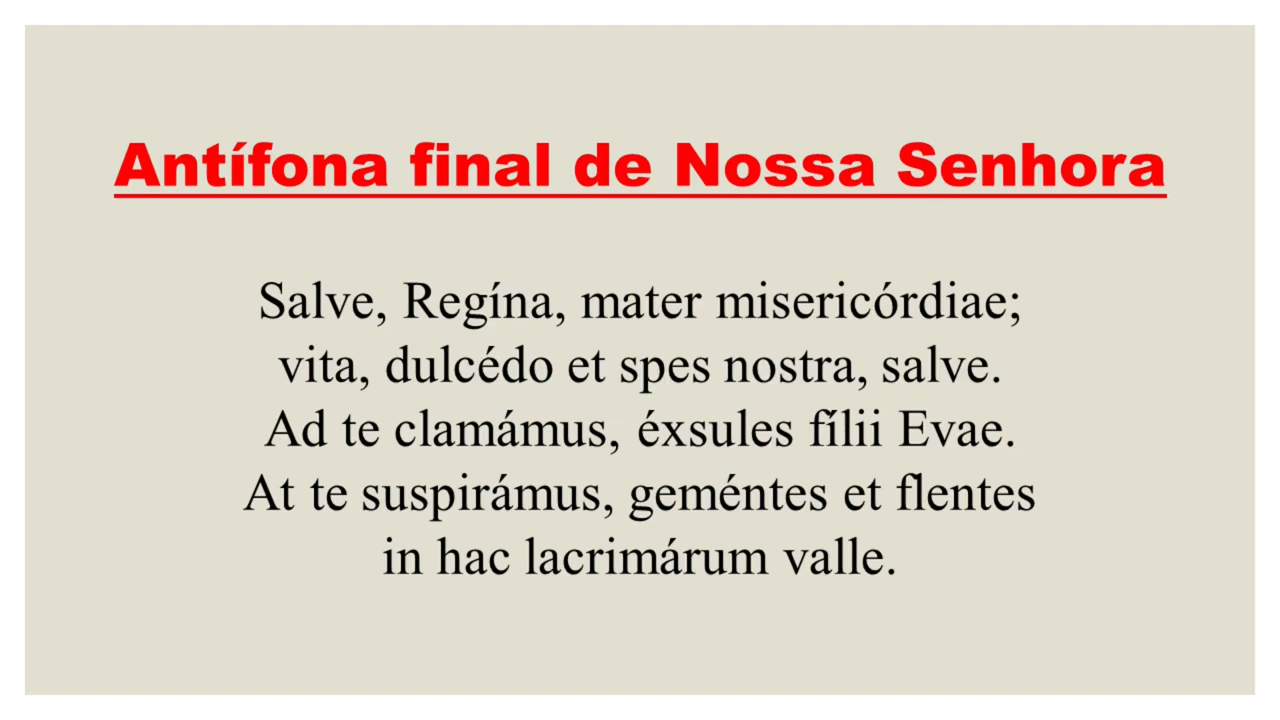 Antífona final de Nossa Senhora
Salve, Regína, mater misericórdiae;
vita, dulcédo et spes nostra, salve.
Ad te clamámus, éxsules fílii Evae.
At te suspirámus, geméntes et flentes
in hac lacrimárum valle.